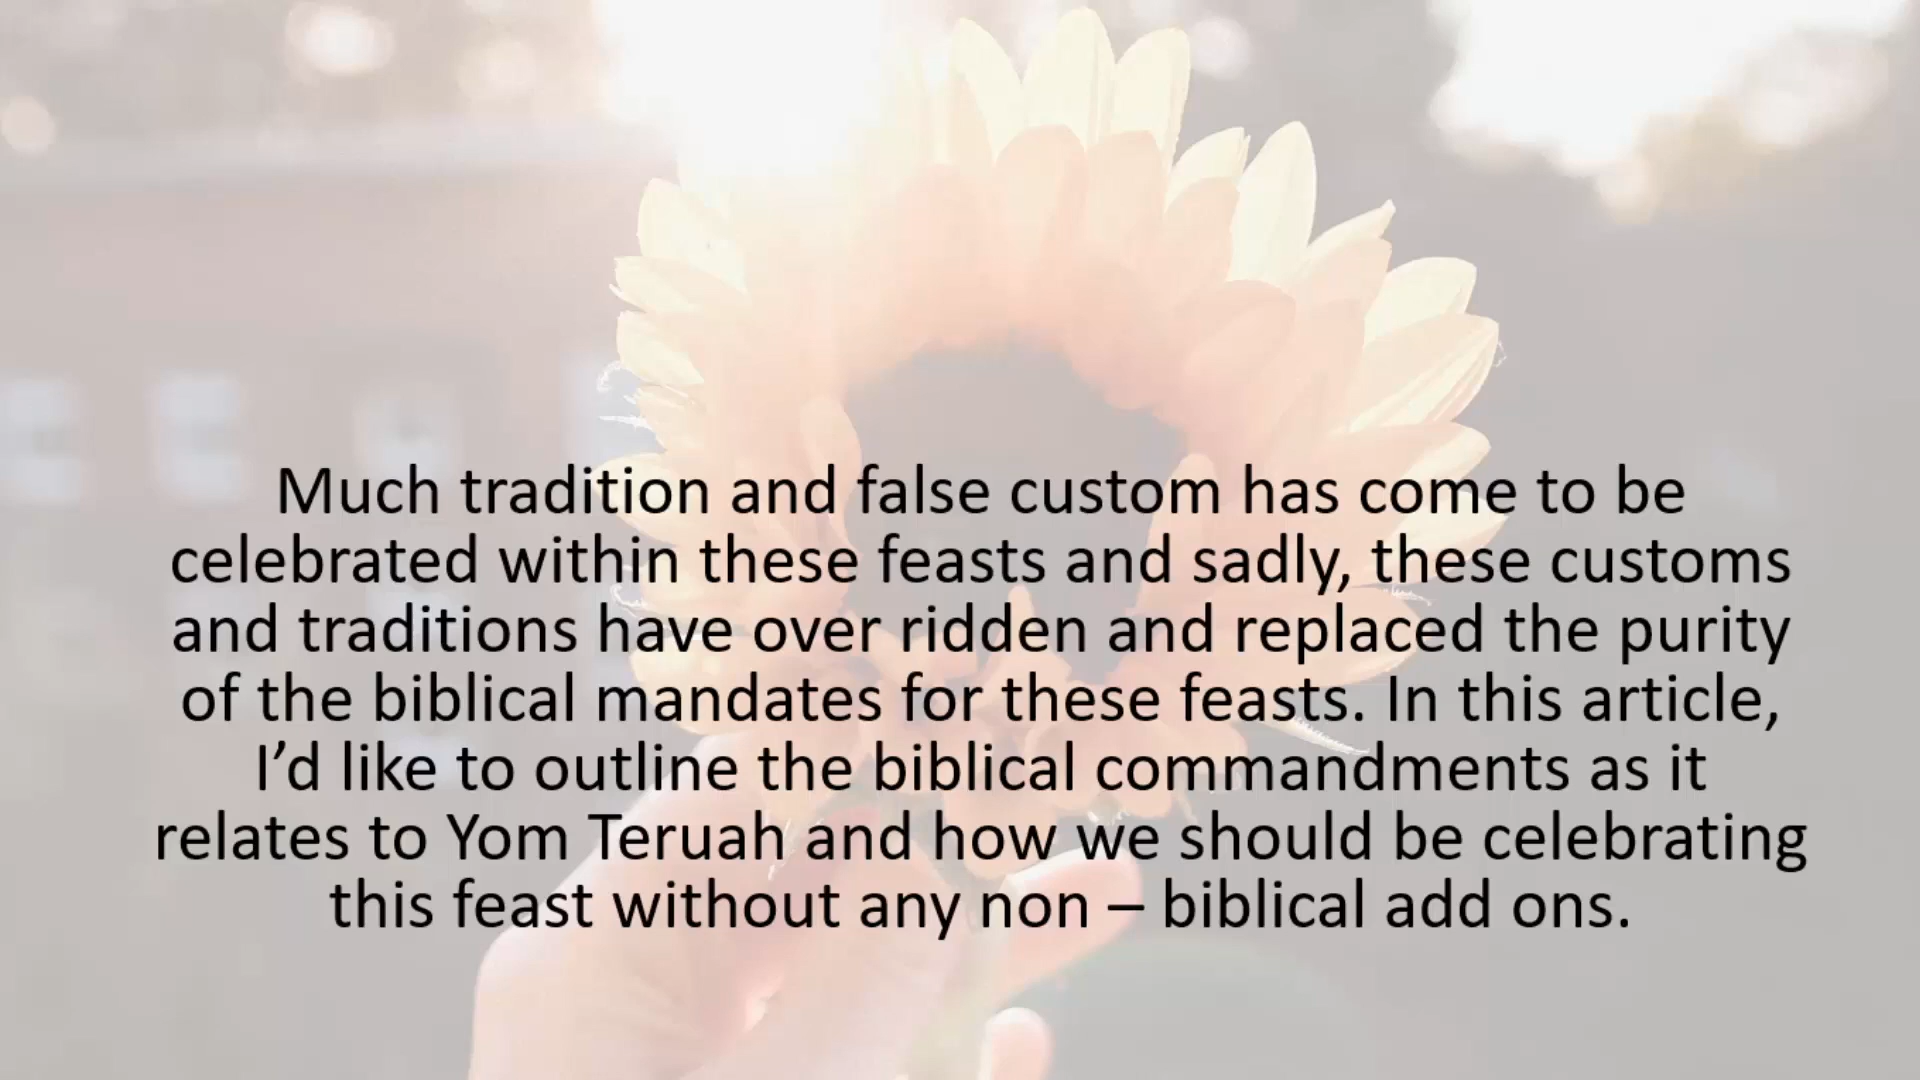 Much tradition and false custom has come to be
celebrated within these feasts and sadly, these customs
and traditions have over ridden and replaced the purity
of the biblical mandates for these feasts. In this article,
I’d like to outline the biblical commandments as it
relates to Yom Teruah and how we should be celebrating
this feast without any non – biblical add ons.